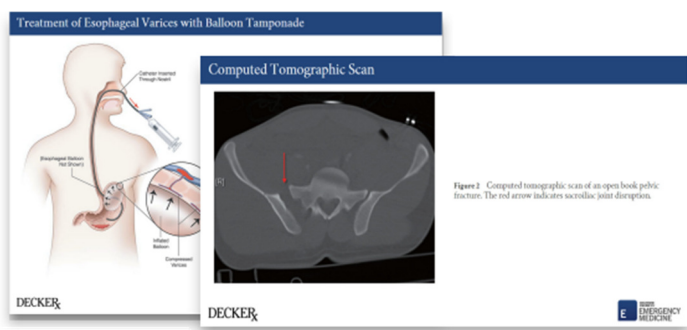 Treatment of Esophageal Varices with Balloon Tamponade
Catheter Inserted
Through Nostril
(Esophageal Balloon
Not Shown)
Inflated
Balloon
Compressed
Varices
DECKERx
Computed Tomographic Scan
[R]
Figure 2 Computed tomographic scan of an open book pelvic
fracture. The red arrow indicates sacroiliac joint disruption.
DECKERx
E
EMERGENCY
MEDICINE